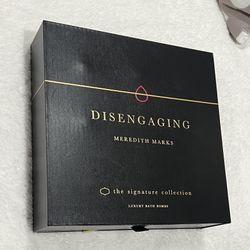 DISENGAGING
MEREDITH MARKS
the signature collection
LUXURY BATH BOMBS